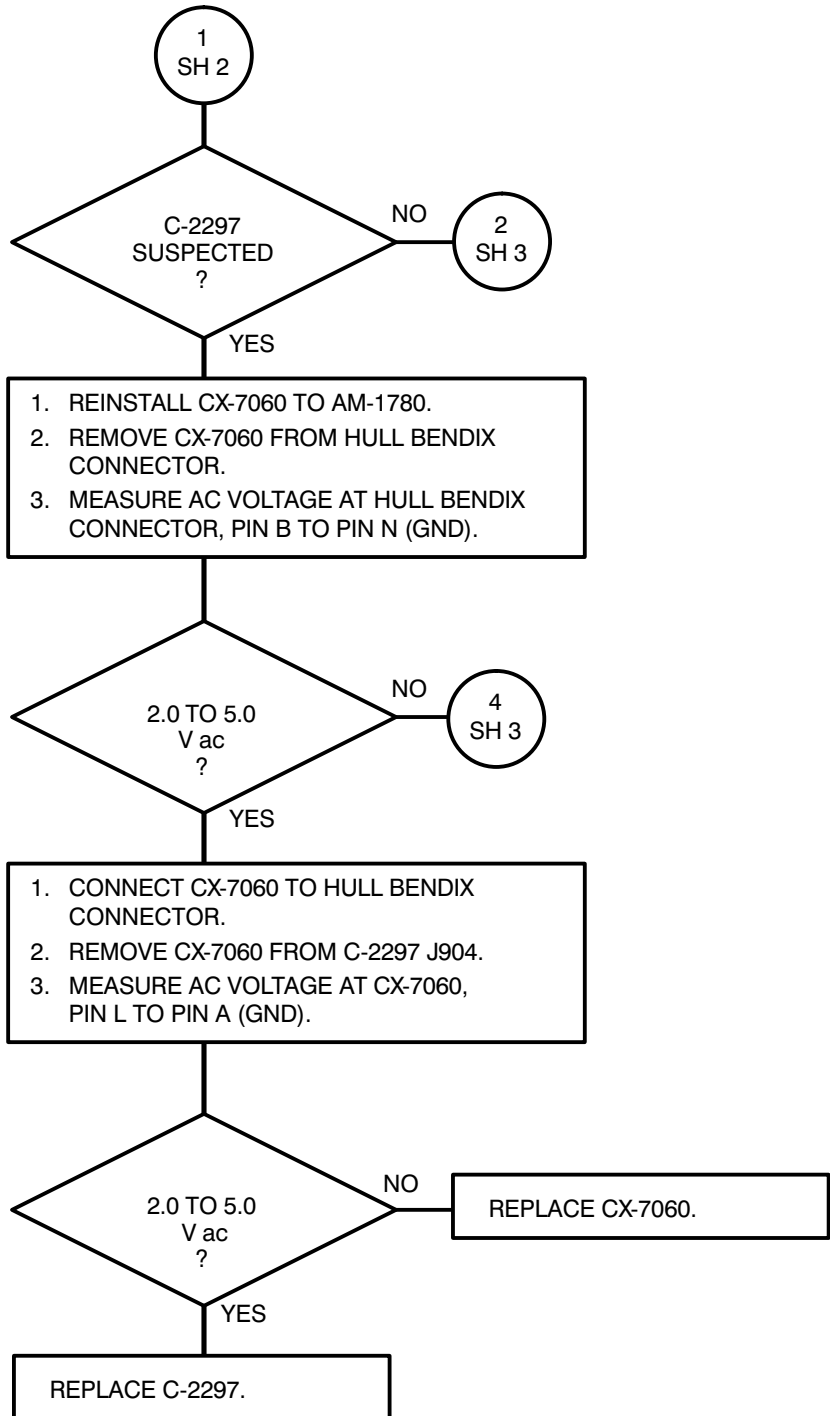 1
SH 2
C-2297
SUSPECTED
?
NO
2
SH 3
YES
1. REINSTALL CX-7060 TO AM-1780.
2. REMOVE CX-7060 FROM HULL BENDIX
CONNECTOR.
3. MEASURE AC VOLTAGE AT HULL BENDIX
CONNECTOR, PIN B TO PIN N (GND).
2.0 TO 5.0
V ac
?
NO
4
SH 3
YES
1. CONNECT CX-7060 TO HULL BENDIX
CONNECTOR.
2. REMOVE CX-7060 FROM C-2297 J904.
3. MEASURE AC VOLTAGE AT CX-7060,
PIN L TO PIN A (GND).
2.0 TO 5.0
V ac
?
NO
REPLACE CX-7060.
YES
REPLACE C-2297.